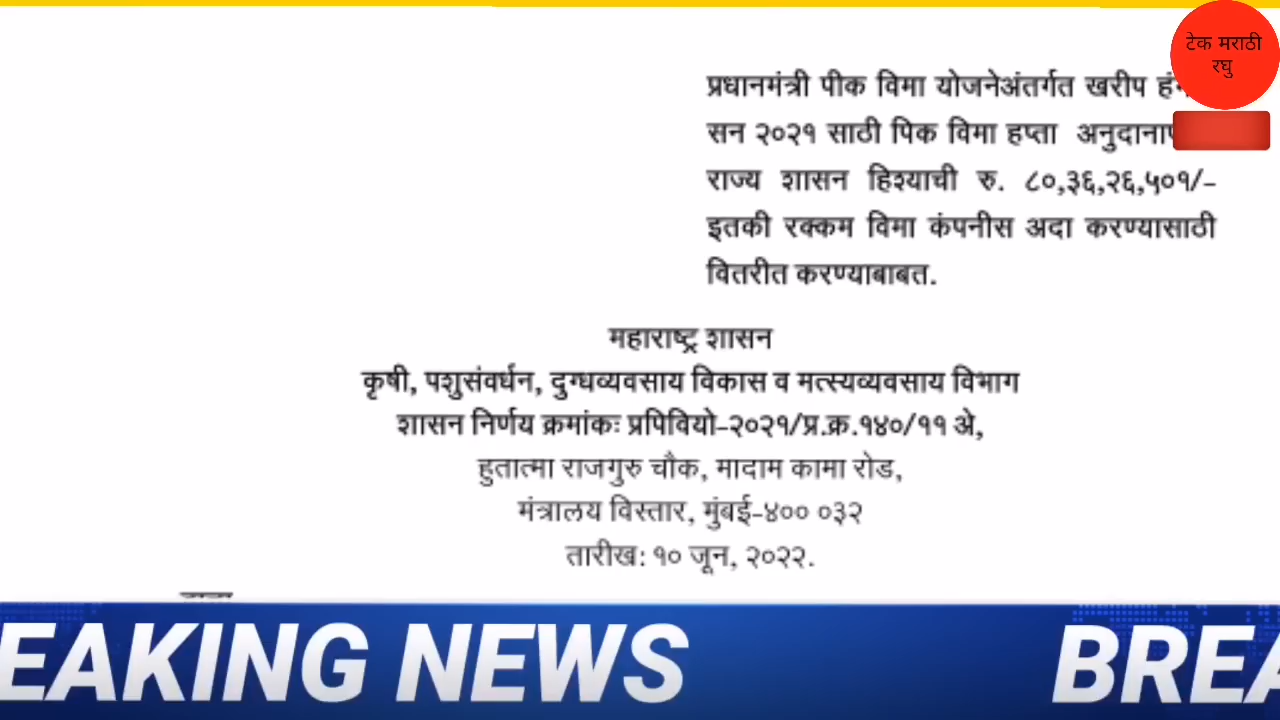 टेक मराठी
रघु
प्रधानमंत्री पीक विमा योजनेअंतर्गत खरीप
सन २०२१ साठी पिक विमा हप्ता
राज्य शासन हिश्याची रु. ८०,३६,२६,५०१/-
इतकी रक्कम विमा कंपनीस अदा करण्यासाठी
वितरीत करण्याबाबत.
महाराष्ट्र शासन
कृषी, पशुसंवर्धन, दुग्धव्यवसाय विकास व मत्स्यव्यवसाय विभाग
शासन निर्णय क्रमांकः प्रपिवियो-२०२१/प्र.क्र.१४०/११ अे,
हुतात्मा राजगुरु चौक, मादाम कामा रोड,
मंत्रालय विस्तार, मुंबई-४०० ०३२
तारीख: १० जून, २०२२.
EAKING NEWS BREA